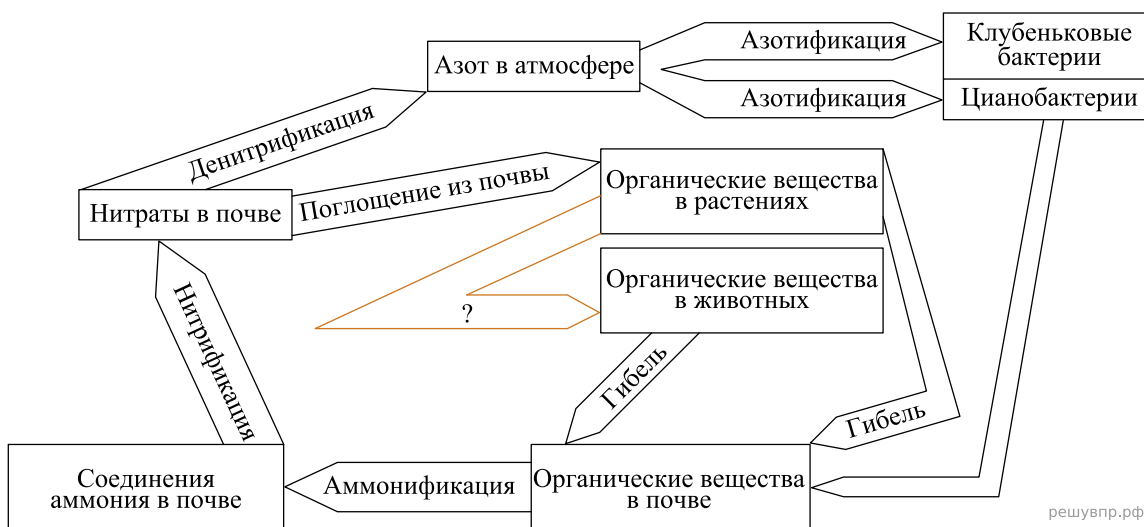 Азот в атмосфере
Азотификация
Клубеньковые
бактерии
Азотификация
Цианобактерии
Денитрификация
Нитраты в почве
Поглощение из почвы
Органические вещества
в растениях
Органические вещества
в животных
?
Нитрификация
Гибель
Гибель
Соединения
аммония в почве
Аммонификация
Органические вещества
в почве
решувпр.рф